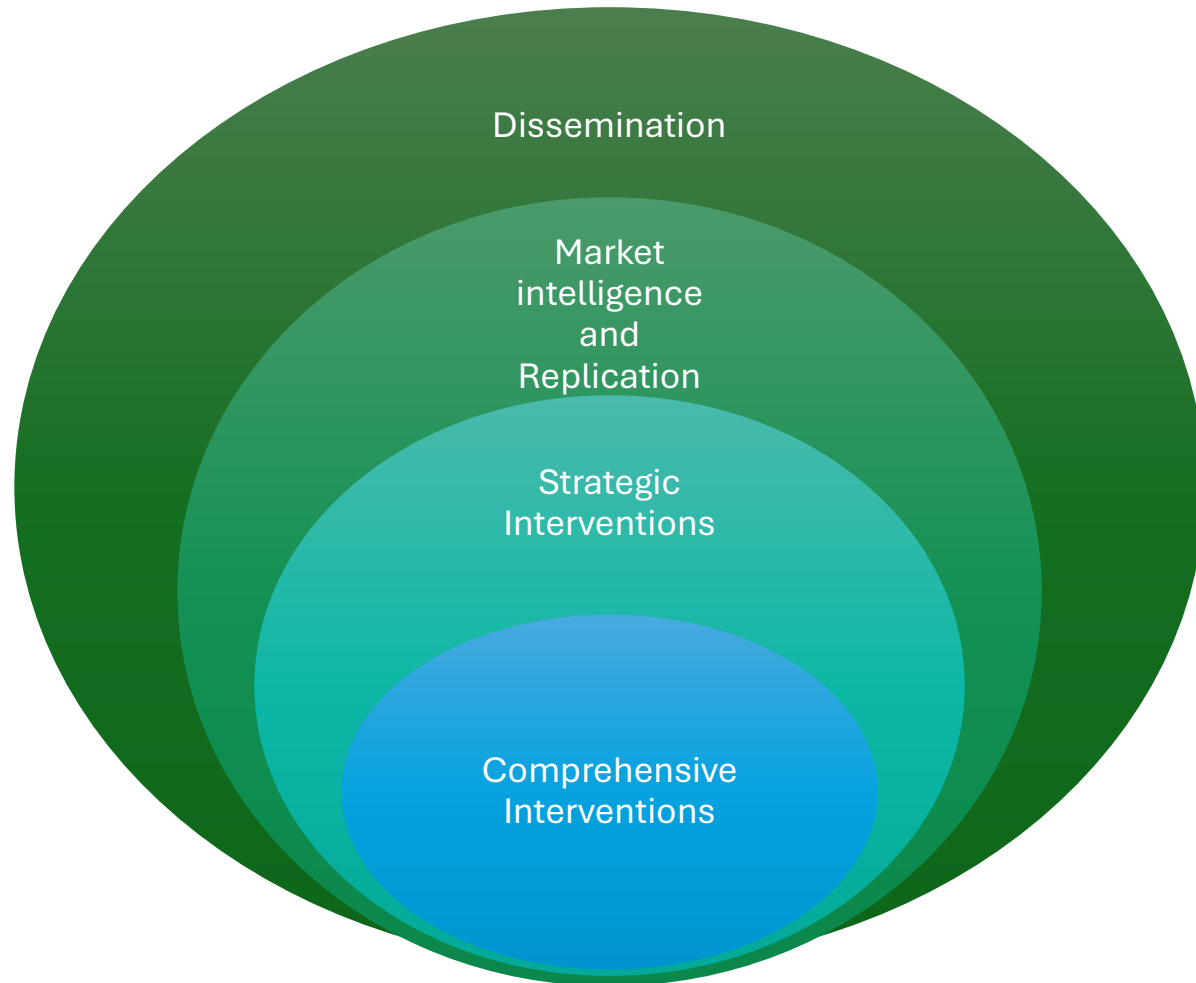 Dissemination
Market
intelligence
and
Replication
Strategic
Interventions
Comprehensive
Interventions